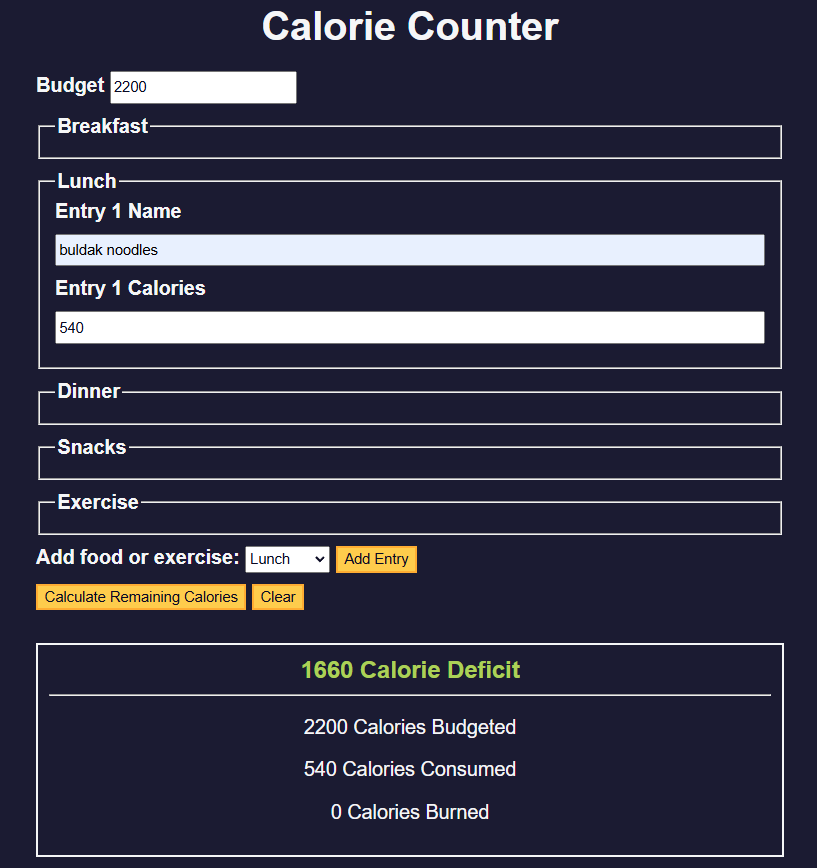 Calorie Counter
Budget 2200
Breakfast
Lunch
Entry 1 Name
buldak noodles
Entry 1 Calories
540
Dinner
Snacks
Exercise
Add food or exercise: Lunch Add Entry
Calculate Remaining Calories Clear
1660 Calorie Deficit
2200 Calories Budgeted
540 Calories Consumed
0 Calories Burned